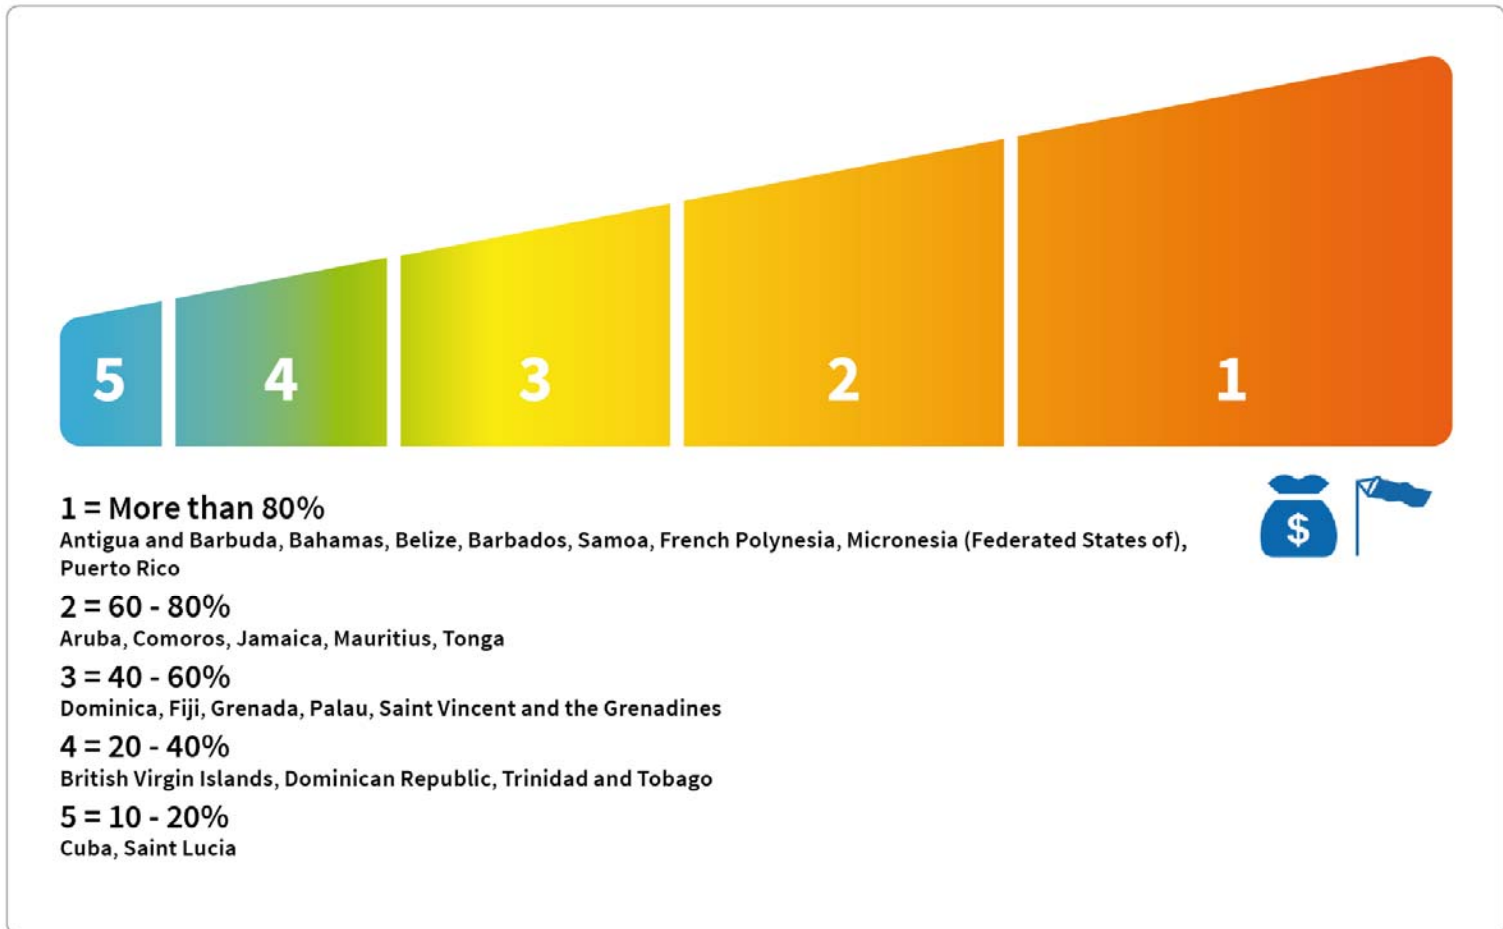 5
4
3
2
1
$
1 = More than 80%
Antigua and Barbuda, Bahamas, Belize, Barbados, Samoa, French Polynesia, Micronesia (Federated States of),
Puerto Rico
2 = 60 - 80%
Aruba, Comoros, Jamaica, Mauritius, Tonga
3 = 40 - 60%
Dominica, Fiji, Grenada, Palau, Saint Vincent and the Grenadines
4 = 20 - 40%
British Virgin Islands, Dominican Republic, Trinidad and Tobago
5 = 10 - 20%
Cuba, Saint Lucia